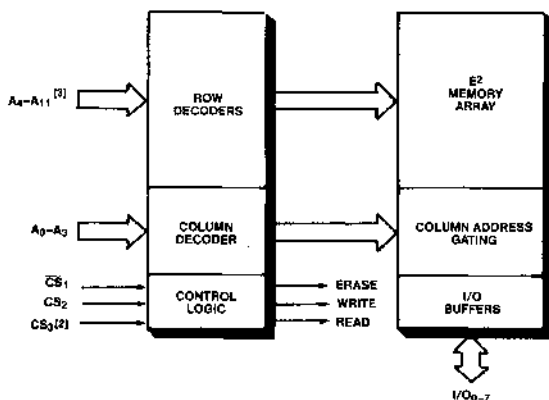 A4–A11 [3]
ROW
DECODERS
E2
MEMORY
ARRAY
A0–A3
COLUMN
DECODER
COLUMN ADDRESS
GATING
CS1
CS2
CS3[2]
CONTROL
LOGIC
ERASE
WRITE
READ
I/O
BUFFERS
I/O0–7